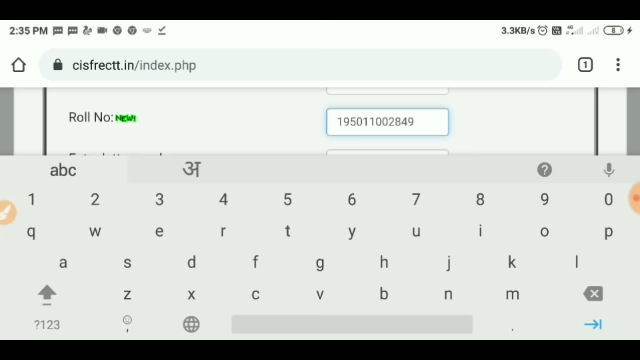 2:35 PM 3.3KB/s 8
cisfrectt.in/index.php 1
Roll No: NEW! 195011002849
abc अ ?
1 2 3 4 5 6 7 8 9 0
q w e r t y u i o p
a s d f g h j k l
z x c v b n m
?123 , .